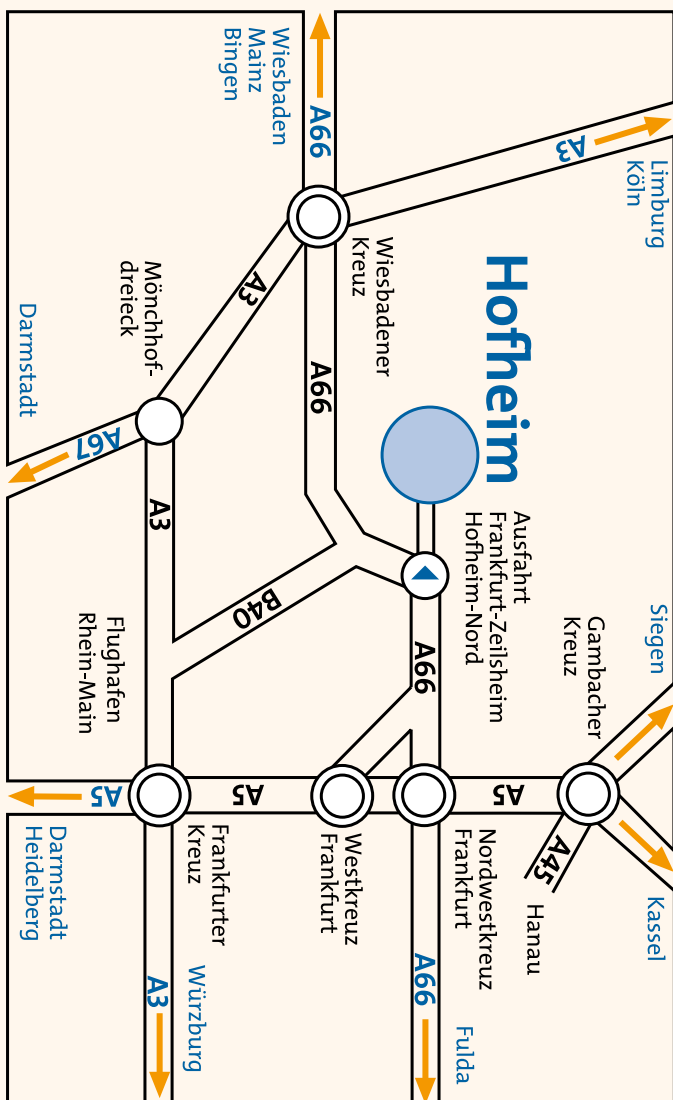 Limburg
Köln
A3
Siegen
Kassel
Gambacher
Kreuz
A45
Hanau
Hofheim
Ausfahrt
Frankfurt-Zeilsheim
Hofheim-Nord
A5
Nordwestkreuz
Frankfurt
Fulda
A66
A66
Wiesbadener
Kreuz
A66
A66
Wiesbaden
Mainz
Bingen
Westkreuz
Frankfurt
A3
B40
A5
Mönchhof-
dreieck
A3
Flughafen
Rhein-Main
Frankfurter
Kreuz
Würzburg
A3
A67
Darmstadt
A5
Darmstadt
Heidelberg